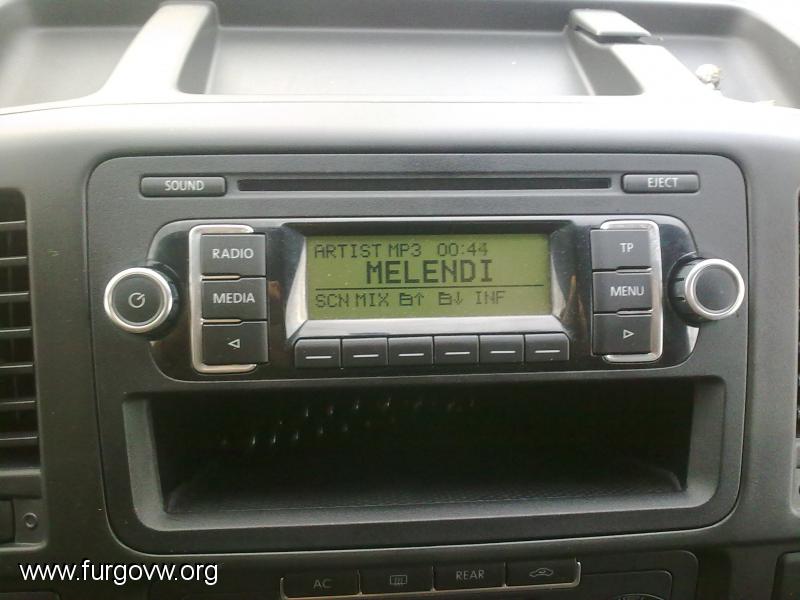 SOUND
EJECT
RADIO
MEDIA
ARTIST MP3 00:44
MELENDI
SCN MIX INF
TP
MENU
AC
REAR
www.furgovw.org